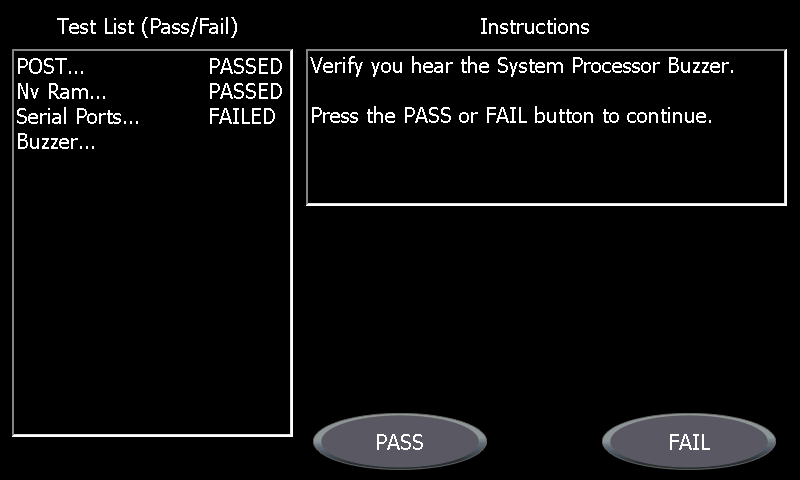 Test List (Pass/Fail)
POST... PASSED
Nv Ram... PASSED
Serial Ports... FAILED
Buzzer...
Instructions
Verify you hear the System Processor Buzzer.
Press the PASS or FAIL button to continue.
PASS
FAIL